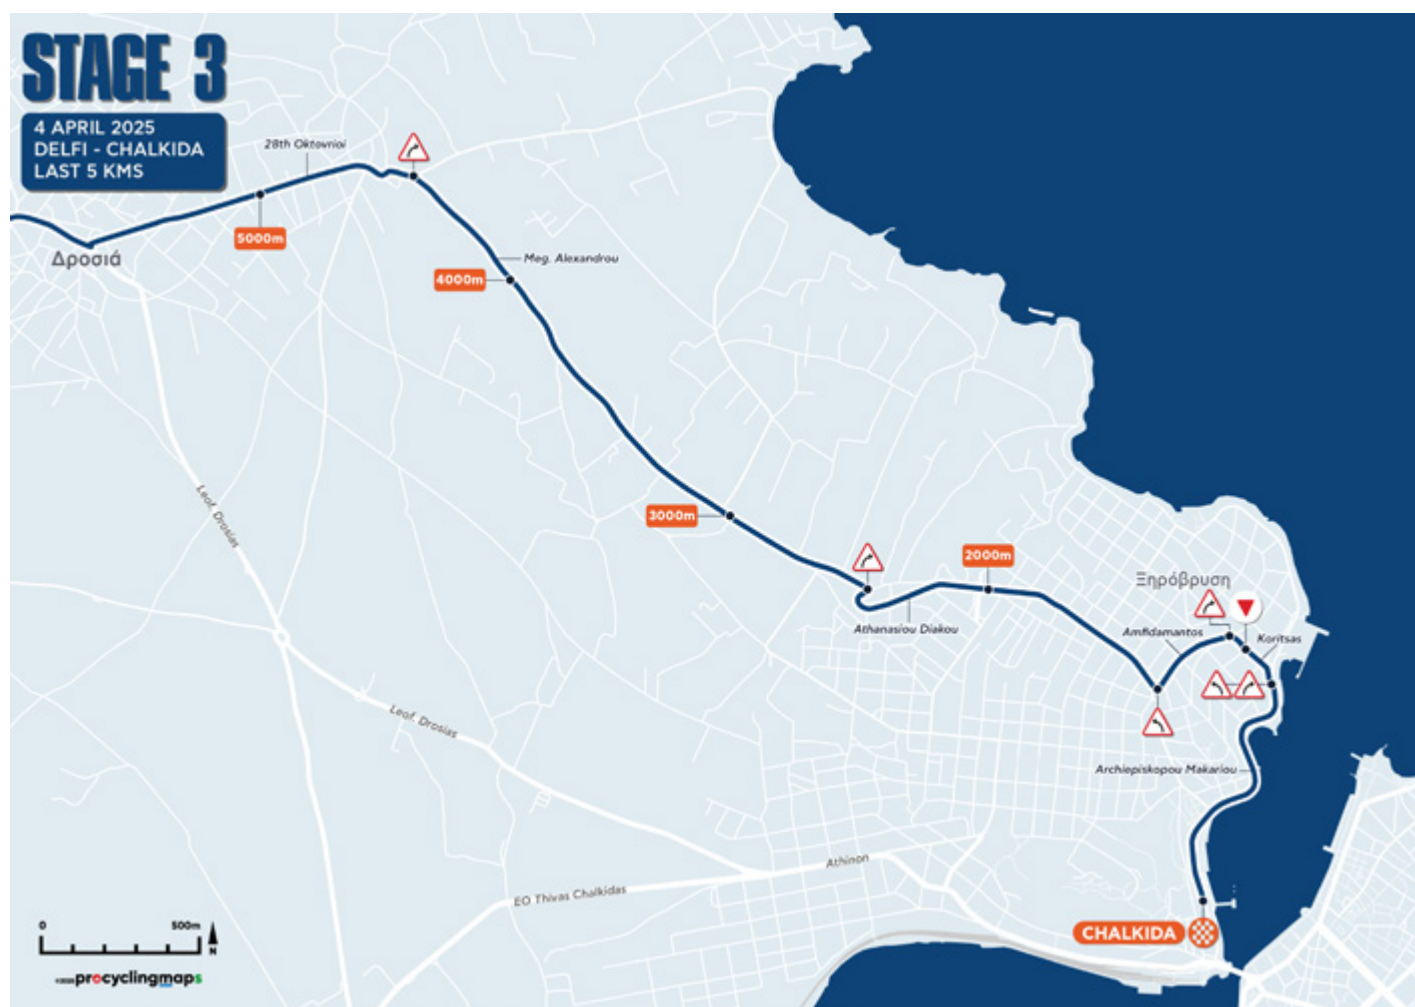 STAGE 3
4 APRIL 2025
DELFI - CHALKIDA
LAST 5 KMS
28th Oktovrioi
5000m
Δροσιά
Meg. Alexandrou
4000m
Leof. Drosias
3000m
2000m
Ξηρόβρυση
Athanasiou Diakou
Amfidamantos
Koritsas
Leof. Drosias
Archiepiskopou Makariou
Athinon
EO Thivas Chalkidas
CHALKIDA
0 500m
N
procyclingmaps